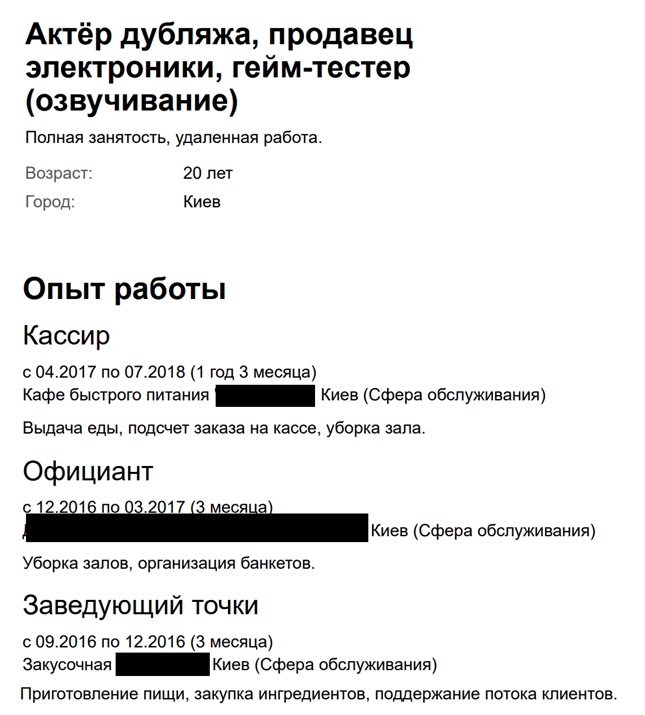 Актёр дубляжа, продавец
электроники, гейм-тестер
(озвучивание)
Полная занятость, удаленная работа.
Возраст: 20 лет
Город: Киев
Опыт работы
Кассир
с 04.2017 по 07.2018 (1 год 3 месяца)
Кафе быстрого питания Киев (Сфера обслуживания)
Выдача еды, подсчет заказа на кассе, уборка зала.
Официант
с 12.2016 по 03.2017 (3 месяца)
Киев (Сфера обслуживания)
Уборка залов, организация банкетов.
Заведующий точки
с 09.2016 по 12.2016 (3 месяца)
Закусочная Киев (Сфера обслуживания)
Приготовление пищи, закупка ингредиентов, поддержание потока клиентов.